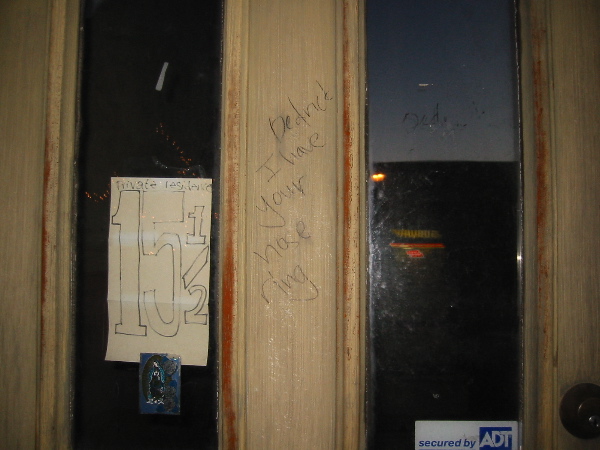 Private residence
15 1/2
Dedrick
I have
your
nose
ring
secured by ADT